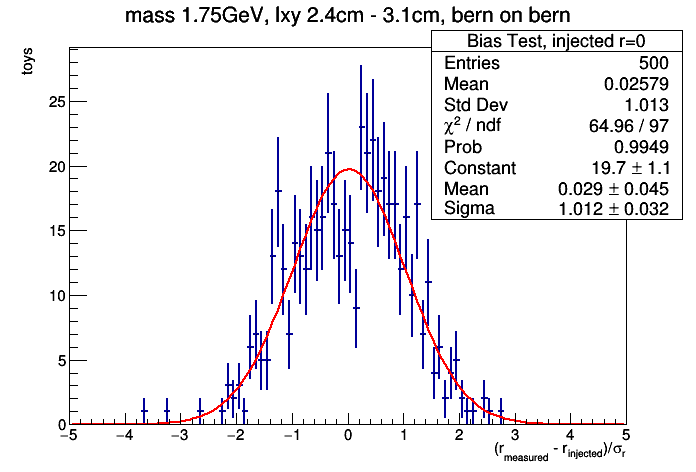 mass 1.75GeV, lxy 2.4cm - 3.1cm, bern on bern
Bias Test, injected r=0
Entries 500
Mean 0.02579
Std Dev 1.013
χ² / ndf 64.96 / 97
Prob 0.9949
Constant 19.7 ± 1.1
Mean 0.029 ± 0.045
Sigma 1.012 ± 0.032
toys
25
20
15
10
5
0
−5 −4 −3 −2 −1 0 1 2 3 4 5
(r_measured - r_injected)/σ_r